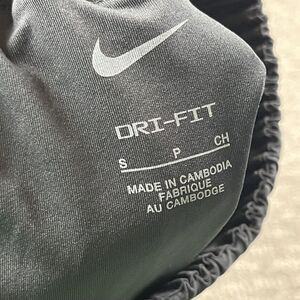 DRI-FIT
S P CH
MADE IN CAMBODIA
FABRIQUE
AU CAMBODGE